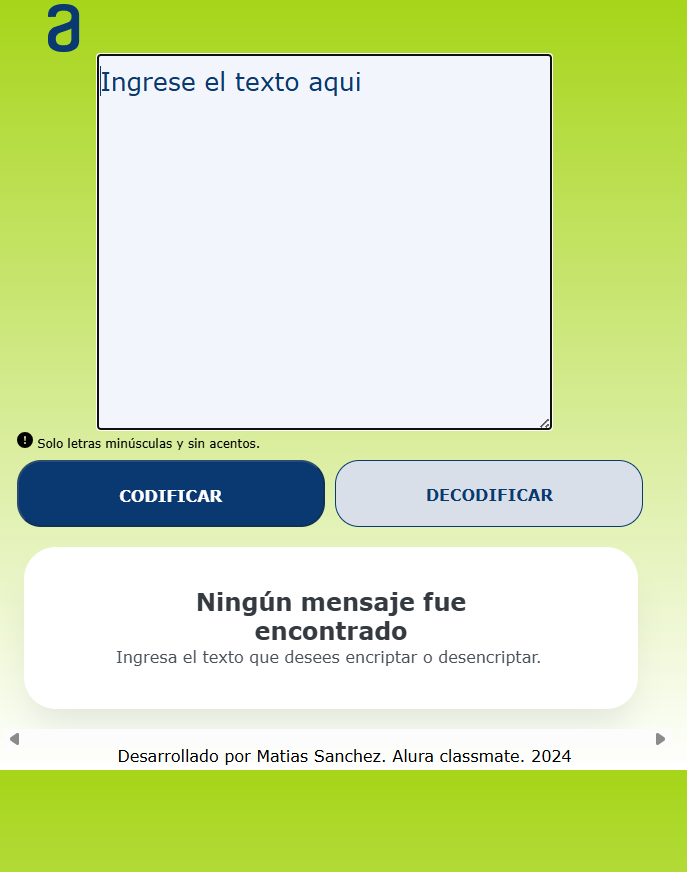 a
Ingrese el texto aqui
Solo letras minúsculas y sin acentos.
CODIFICAR
DECODIFICAR
Ningún mensaje fue
encontrado
Ingresa el texto que desees encriptar o desencriptar.
Desarrollado por Matias Sanchez. Alura classmate. 2024